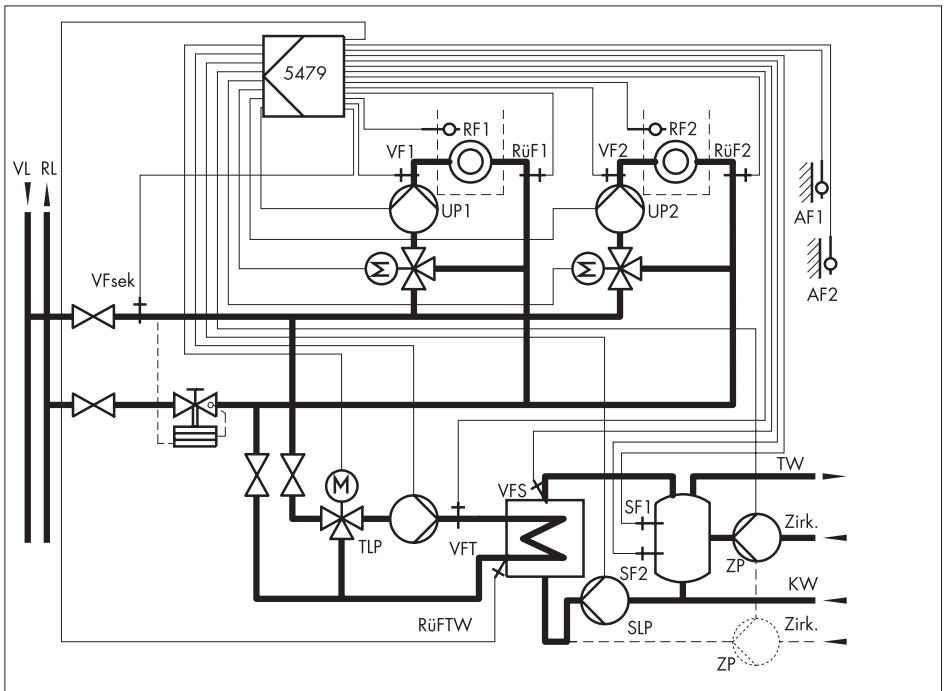 5479
RF1
RF2
VL
RL
VF1
RüF1
VF2
RüF2
UP1
UP2
AF1
M
M
VFsek
AF2
TW
M
VFS
SF1
Zirk.
TLP
VFT
SF2
ZP
KW
RüFTW
SLP
Zirk.
ZP